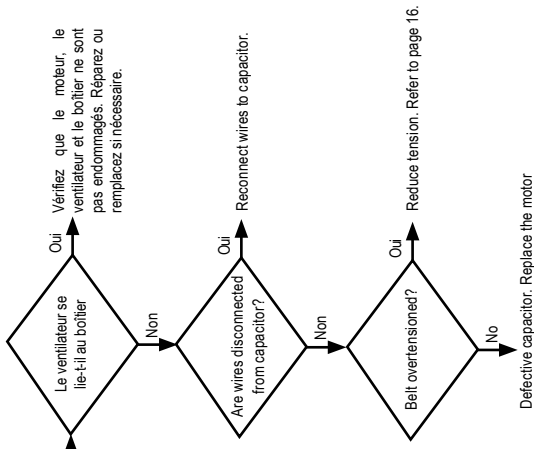 Le ventilateur se
lie-t-il au boîtier
Oui
Vérifiez que le moteur, le
ventilateur et le boîtier ne sont
pas endommagés. Réparez ou
remplacez si nécessaire.
Non
Are wires disconnected
from capacitor?
Oui
Reconnect wires to capacitor.
Non
Belt overtensioned?
Oui
Reduce tension. Refer to page 16.
No
Defective capacitor. Replace the motor